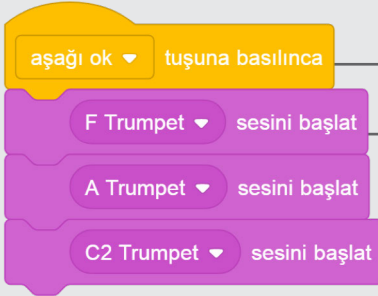 aşağı ok tuşuna basılınca
F Trumpet sesini başlat
A Trumpet sesini başlat
C2 Trumpet sesini başlat